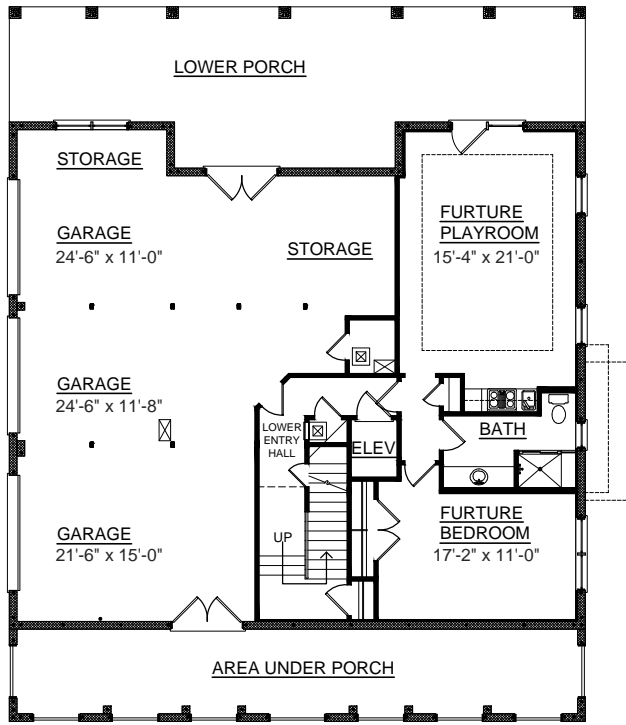 LOWER PORCH
STORAGE
GARAGE
24'-6" x 11'-0"
STORAGE
FURTURE
PLAYROOM
15'-4" x 21'-0"
GARAGE
24'-6" x 11'-8"
LOWER
ENTRY
HALL
ELEV
BATH
GARAGE
21'-6" x 15'-0"
UP
FURTURE
BEDROOM
17'-2" x 11'-0"
AREA UNDER PORCH